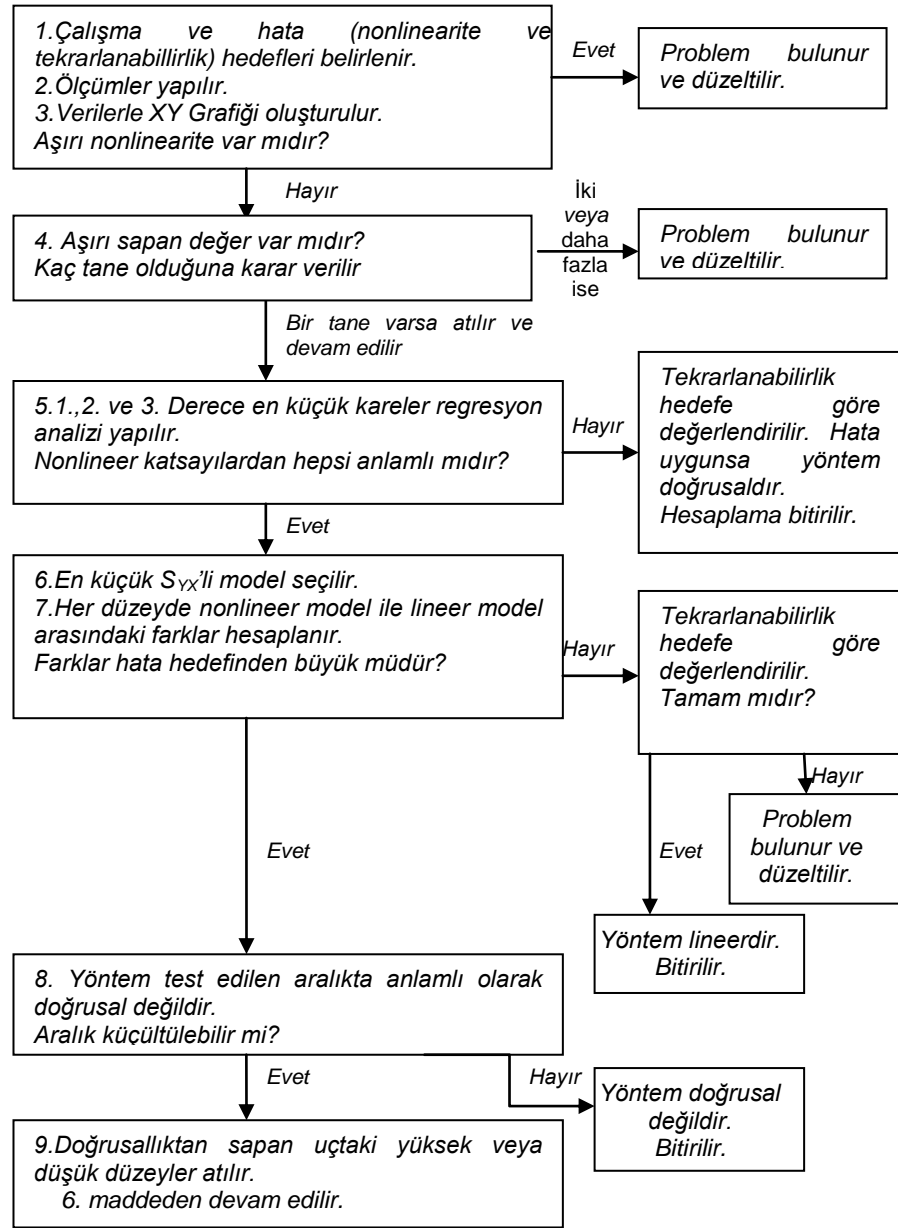 1.Çalışma ve hata (nonlinearite ve
tekrarlanabillirlik) hedefleri belirlenir.
2.Ölçümler yapılır.
3.Verilerle XY Grafiği oluşturulur.
Aşırı nonlinearite var mıdır?
Evet
Problem bulunur
ve düzeltilir.
Hayır
4. Aşırı sapan değer var mıdır?
Kaç tane olduğuna karar verilir
İki
veya
daha
fazla
ise
Problem bulunur
ve düzeltilir.
Bir tane varsa atılır ve
devam edilir
5.1.,2. ve 3. Derece en küçük kareler regresyon
analizi yapılır.
Nonlineer katsayılardan hepsi anlamlı mıdır?
Hayır
Tekrarlanabilirlik
hedefe göre
değerlendirilir. Hata
uygunsa yöntem
doğrusaldır.
Hesaplama bitirilir.
Evet
6.En küçük SYX'li model seçilir.
7.Her düzeyde nonlineer model ile lineer model
arasındaki farklar hesaplanır.
Farklar hata hedefinden büyük müdür?
Hayır
Tekrarlanabilirlik
hedefe göre
değerlendirilir.
Tamam mıdır?
Hayır
Problem
bulunur ve
düzeltilir.
Evet
Yöntem lineerdir.
Bitirilir.
Evet
8. Yöntem test edilen aralıkta anlamlı olarak
doğrusal değildir.
Aralık küçültülebilir mi?
Hayır
Yöntem doğrusal
değildir.
Bitirilir.
Evet
9.Doğrusallıktan sapan uçtaki yüksek veya
düşük düzeyler atılır.
6. maddeden devam edilir.